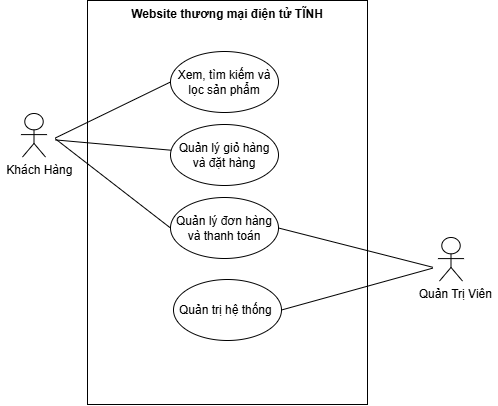 Website thương mại điện tử TĨNH
Xem, tìm kiếm và
lọc sản phẩm
Khách Hàng
Quản lý giỏ hàng
và đặt hàng
Quản lý đơn hàng
và thanh toán
Quản Trị Viên
Quản trị hệ thống